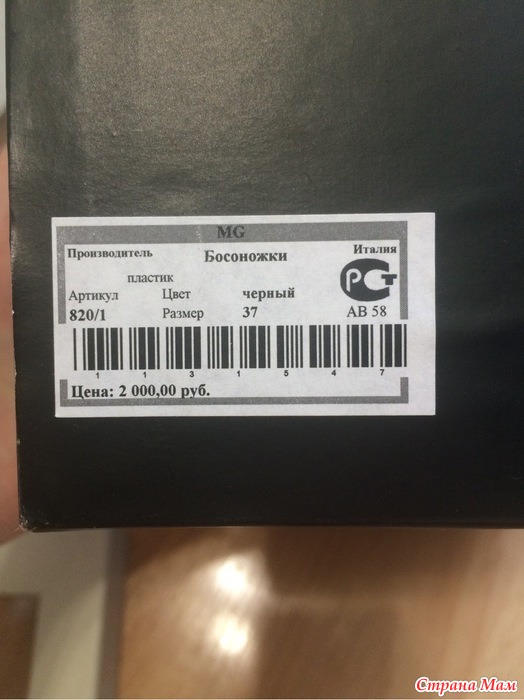 MG
Производитель Босоножки Италия
пластик
Артикул Цвет черный
820/1 Размер 37 АВ 58
РСТ
1 1 3 1 5 4 7
Цена: 2 000,00 руб.
Страна Мам